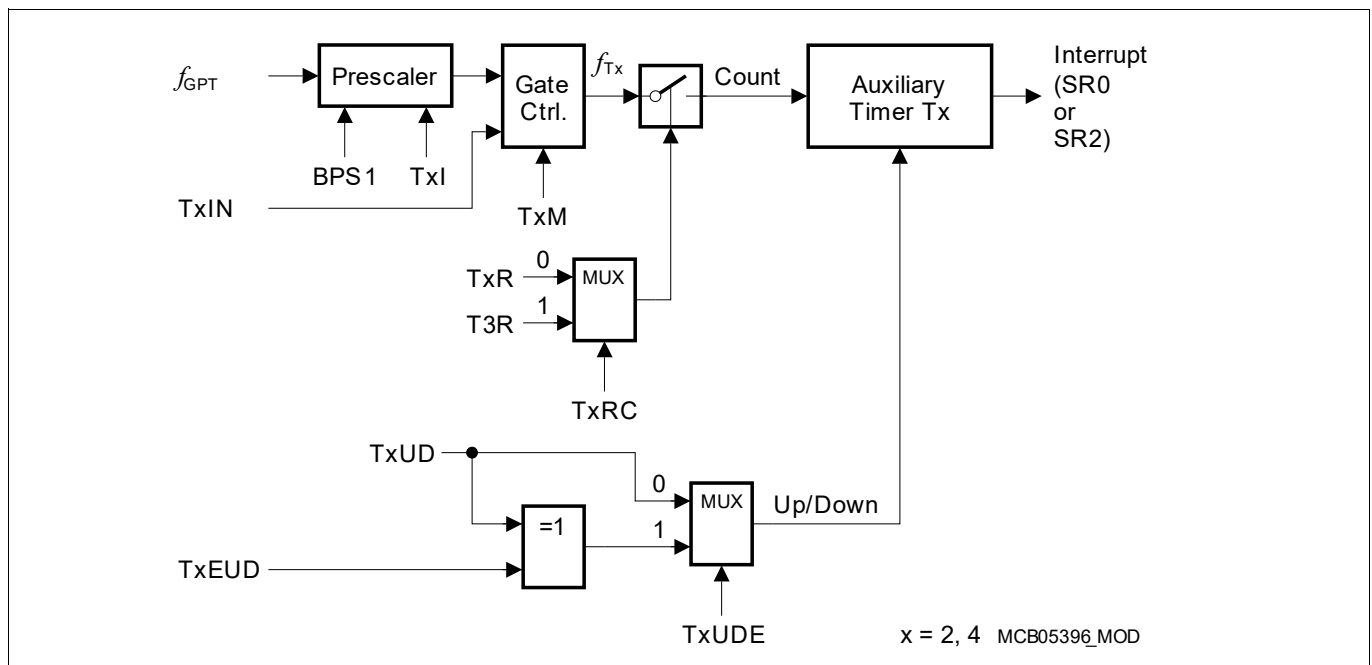 fGPT
Prescaler
Gate
Ctrl.
fTx
Count
Auxiliary
Timer Tx
Interrupt
(SR0
or
SR2)
BPS1
TxI
TxIN
TxM
TxR
0
MUX
T3R
1
TxRC
TxUD
0
MUX
Up/Down
=1
1
TxEUD
TxUDE
x = 2, 4
MCB05396_MOD